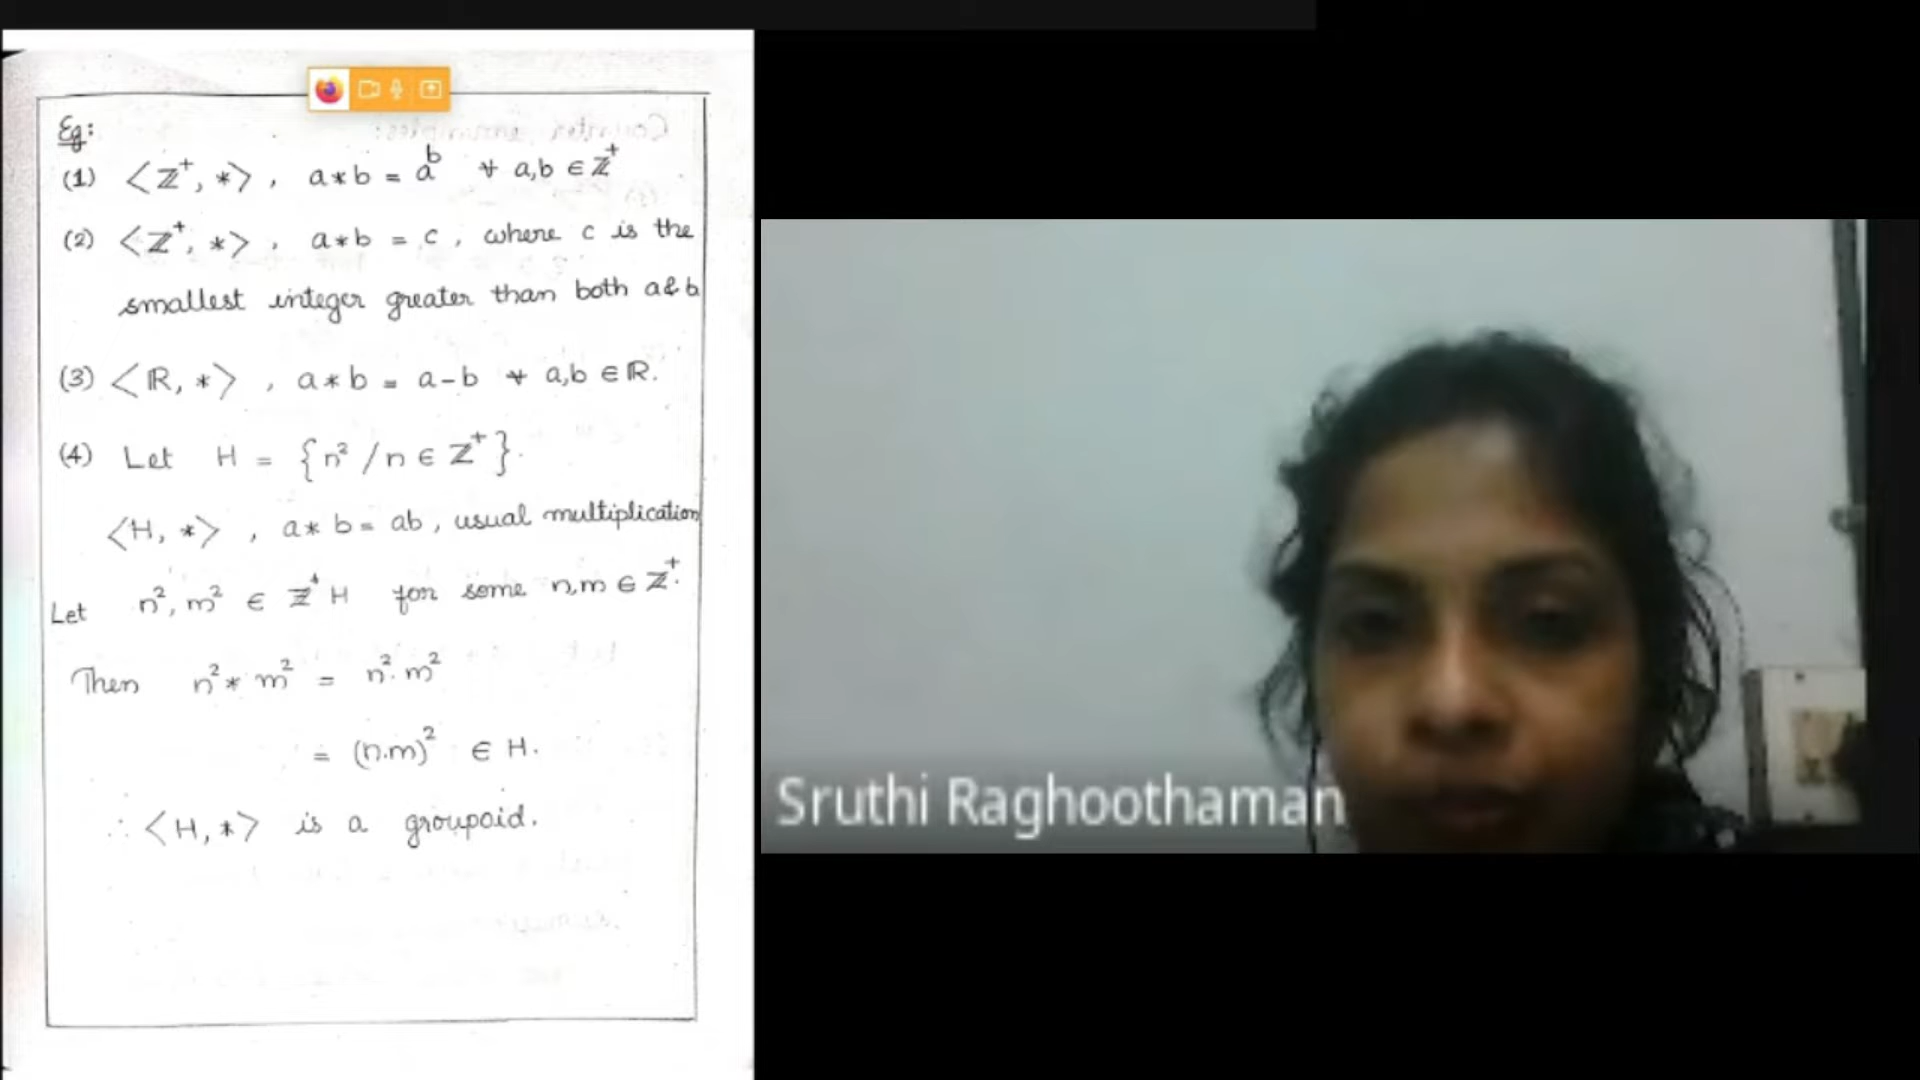 Eg:
(1) <ℤ⁺, *>, a*b = aᵇ ∀ a,b ∈ ℤ⁺
(2) <ℤ⁺, *>, a*b = c, where c is the
smallest integer greater than both a & b
(3) <ℝ, *>, a*b = a-b ∀ a,b ∈ ℝ.
(4) Let H = {n² / n ∈ ℤ⁺}.
<H, *>, a*b = ab, usual multiplication
Let n², m² ∈ ℤ⁺ H for some n,m ∈ ℤ⁺.
Then n² * m² = n².m²
= (n.m)² ∈ H.
∴ <H, *> is a groupoid.
Sruthi Raghoothaman